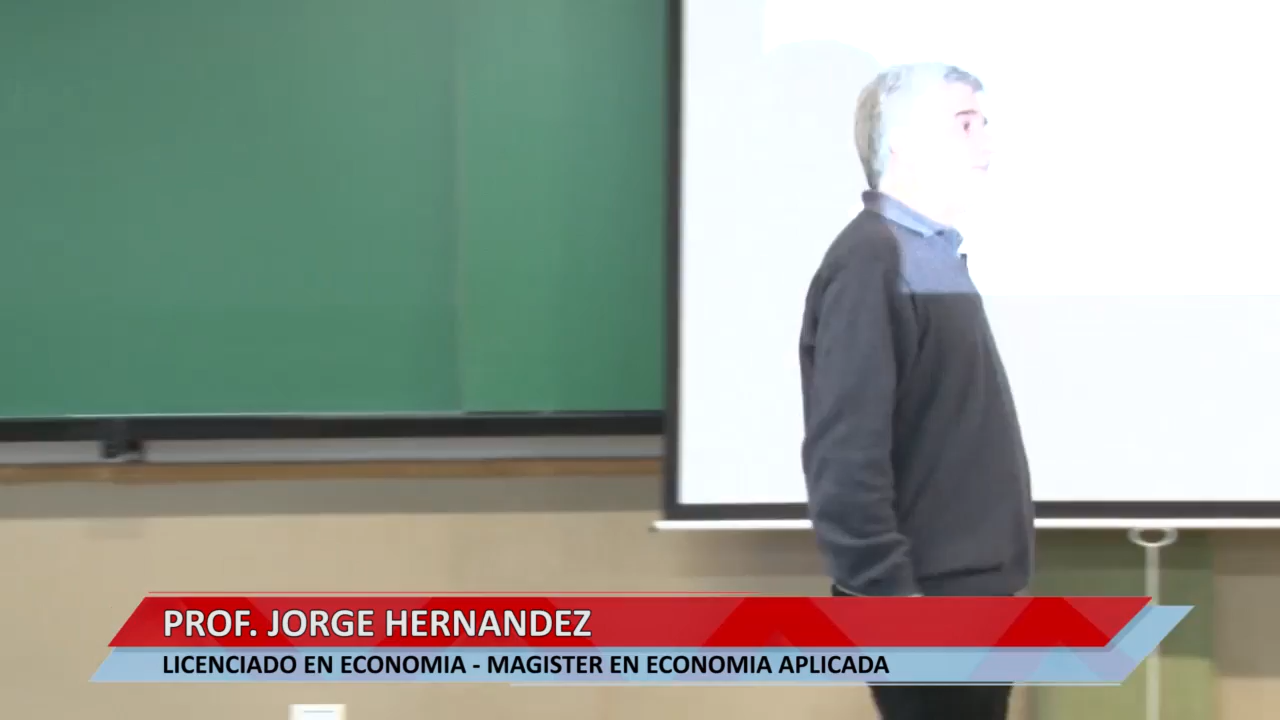 PROF. JORGE HERNANDEZ
LICENCIADO EN ECONOMIA - MAGISTER EN ECONOMIA APLICADA